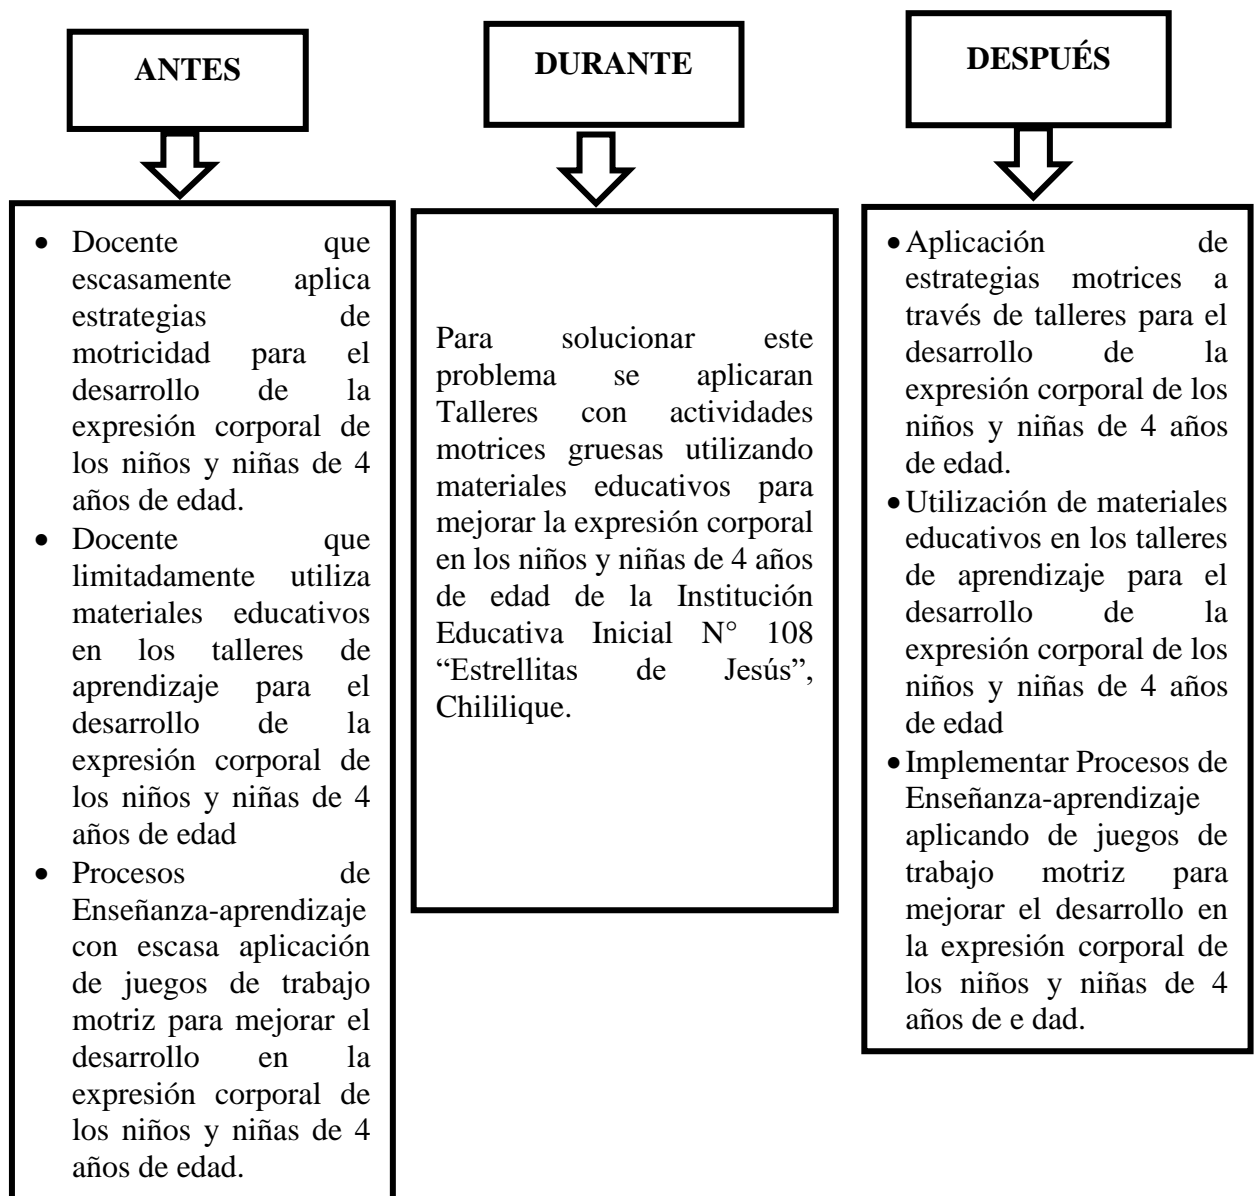 ANTES
• Docente que
escasamente aplica
estrategias de
motricidad para el
desarrollo de la
expresión corporal de
los niños y niñas de 4
años de edad.
• Docente que
limitadamente utiliza
materiales educativos
en los talleres de
aprendizaje para el
desarrollo de la
expresión corporal de
los niños y niñas de 4
años de edad
• Procesos de
Enseñanza-aprendizaje
con escasa aplicación
de juegos de trabajo
motriz para mejorar el
desarrollo en la
expresión corporal de
los niños y niñas de 4
años de edad.
DURANTE
Para solucionar este
problema se aplicaran
Talleres con actividades
motrices gruesas utilizando
materiales educativos para
mejorar la expresión corporal
en los niños y niñas de 4 años
de edad de la Institución
Educativa Inicial N° 108
“Estrellitas de Jesús”,
Chililique.
DESPUÉS
• Aplicación de
estrategias motrices a
través de talleres para el
desarrollo de la
expresión corporal de los
niños y niñas de 4 años
de edad.
• Utilización de materiales
educativos en los talleres
de aprendizaje para el
desarrollo de la
expresión corporal de los
niños y niñas de 4 años
de edad
• Implementar Procesos de
Enseñanza-aprendizaje
aplicando de juegos de
trabajo motriz para
mejorar el desarrollo en
la expresión corporal de
los niños y niñas de 4
años de e dad.